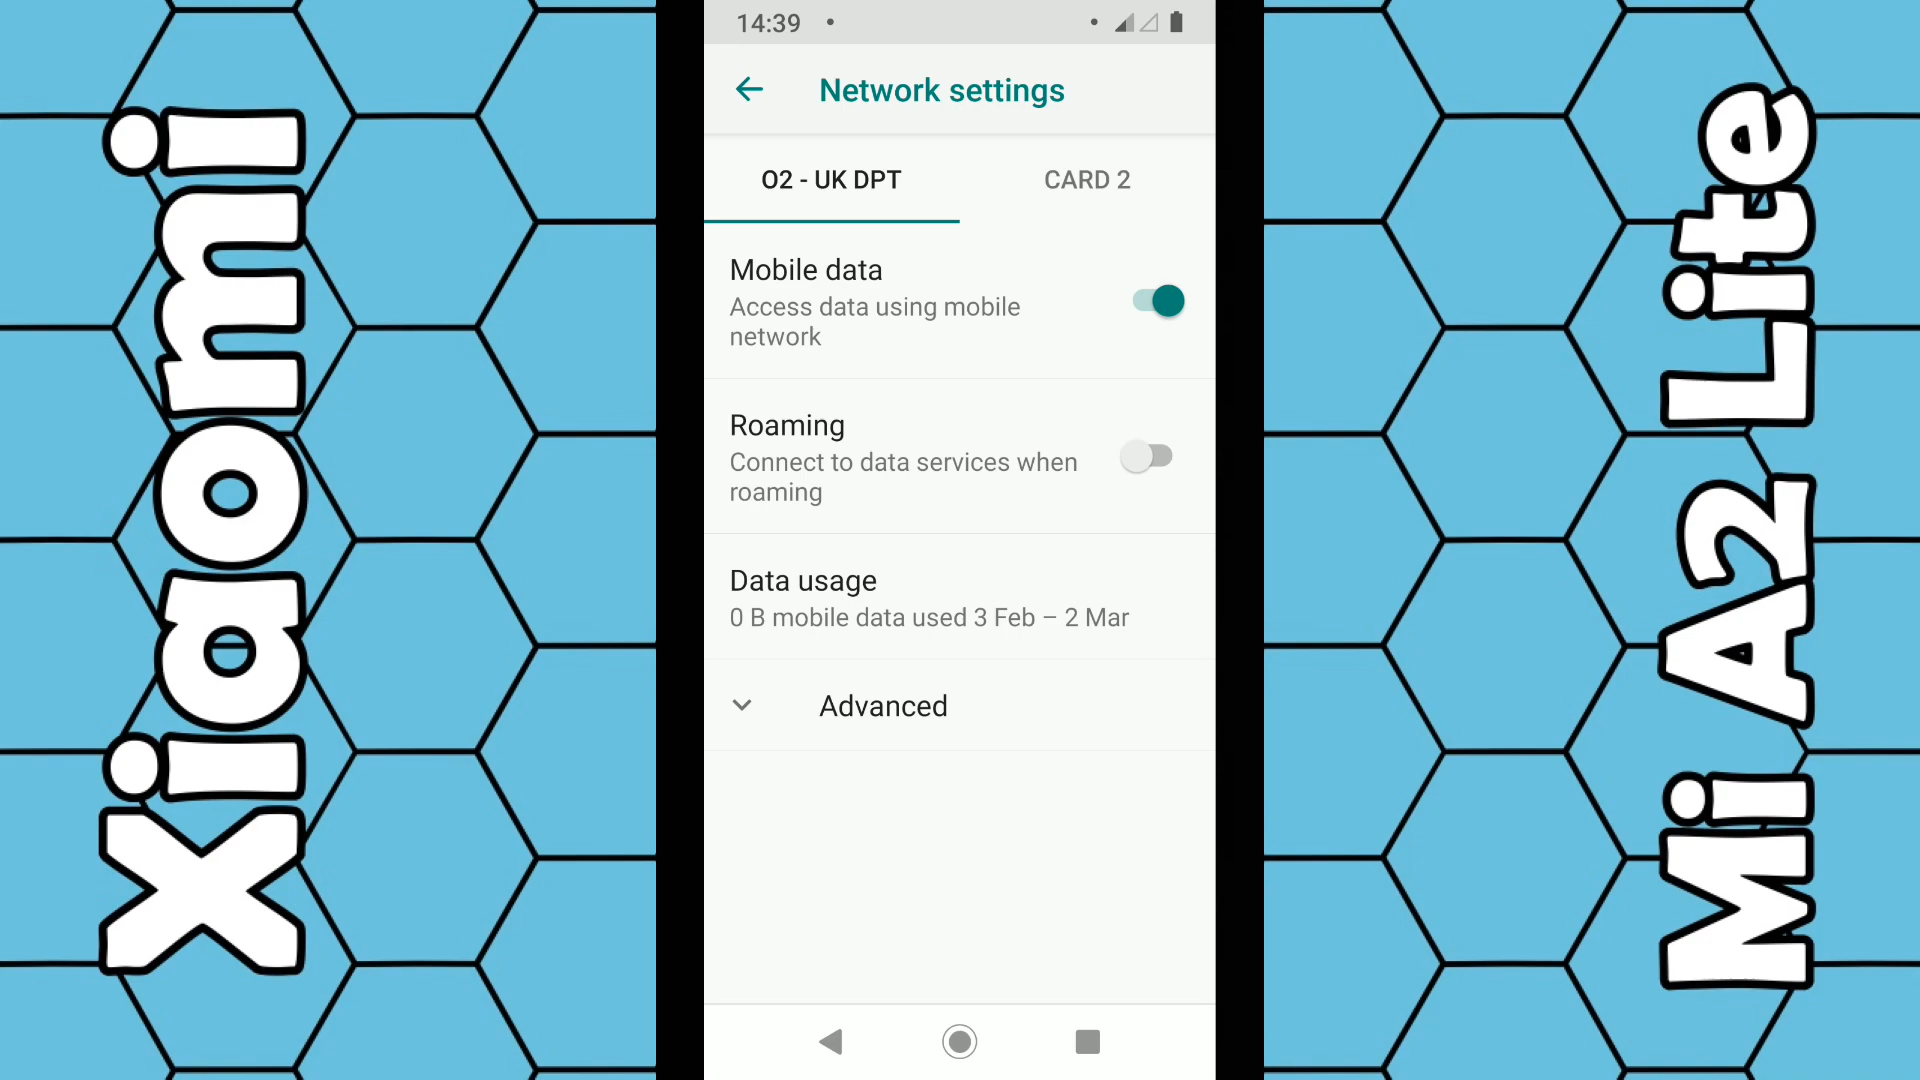 Xiaomi
14:39
Network settings
O2 - UK DPT
CARD 2
Mobile data
Access data using mobile
network
Roaming
Connect to data services when
roaming
Data usage
0 B mobile data used 3 Feb – 2 Mar
Advanced
Mi A2 Lite